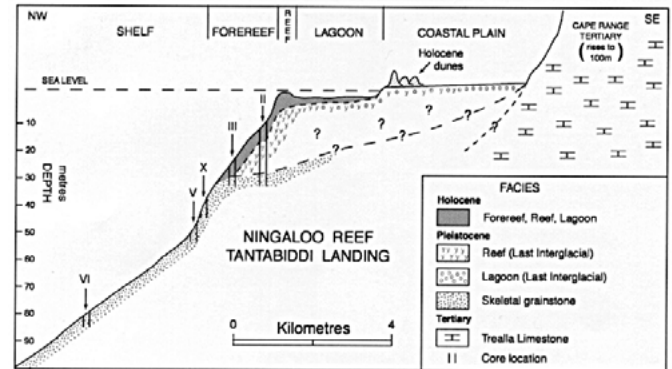 NW
SE
SHELF
FOREREEF
REEF
LAGOON
COASTAL PLAIN
CAPE RANGE
TERTIARY
( rises to
100m )
Holocene
dunes
SEA LEVEL
10
20
30
40
50
60
70
80
90
metres
DEPTH
II
III
X
V
VI
? ? ? ? ? ?
NINGALOO REEF
TANTABIDDI LANDING
0 4
Kilometres
FACIES
Holocene
Forereef, Reef, Lagoon
Pleistocene
Reef (Last Interglacial)
Lagoon (Last Interglacial)
Skeletal grainstone
Tertiary
Trealla Limestone
Core location